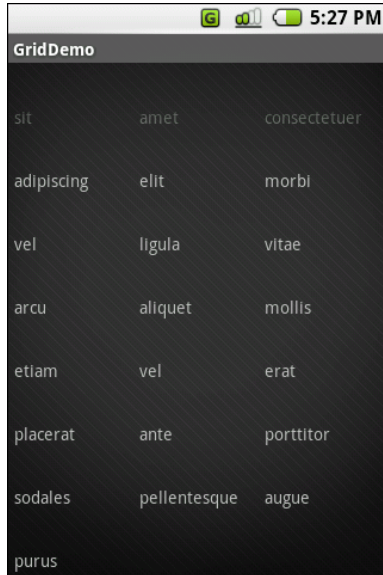 G 5:27 PM
GridDemo
sit amet consectetuer
adipiscing elit morbi
vel ligula vitae
arcu aliquet mollis
etiam vel erat
placerat ante porttitor
sodales pellentesque augue
purus